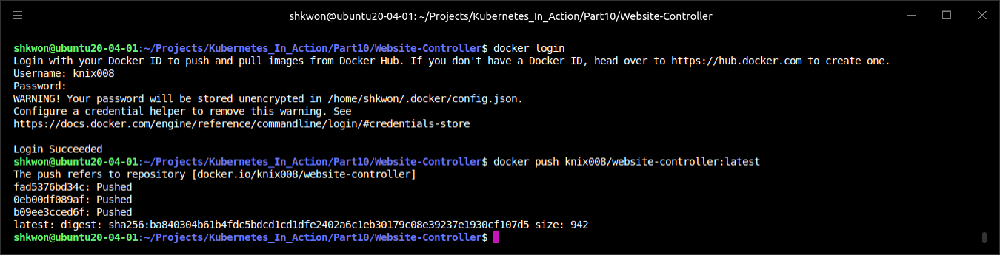 shkwon@ubuntu20-04-01: ~/Projects/Kubernetes_In_Action/Part10/Website-Controller
shkwon@ubuntu20-04-01:~/Projects/Kubernetes_In_Action/Part10/Website-Controller$ docker login
Login with your Docker ID to push and pull images from Docker Hub. If you don't have a Docker ID, head over to https://hub.docker.com to create one.
Username: knix008
Password:
WARNING! Your password will be stored unencrypted in /home/shkwon/.docker/config.json.
Configure a credential helper to remove this warning. See
https://docs.docker.com/engine/reference/commandline/login/#credentials-store
Login Succeeded
shkwon@ubuntu20-04-01:~/Projects/Kubernetes_In_Action/Part10/Website-Controller$ docker push knix008/website-controller:latest
The push refers to repository [docker.io/knix008/website-controller]
fad5376bd34c: Pushed
0eb00df089af: Pushed
b09ee3cced6f: Pushed
latest: digest: sha256:ba840304b61b4fdc5bdcd1cd1dfe2402a6c1eb30179c08e39237e1930cf107d5 size: 942
shkwon@ubuntu20-04-01:~/Projects/Kubernetes_In_Action/Part10/Website-Controller$